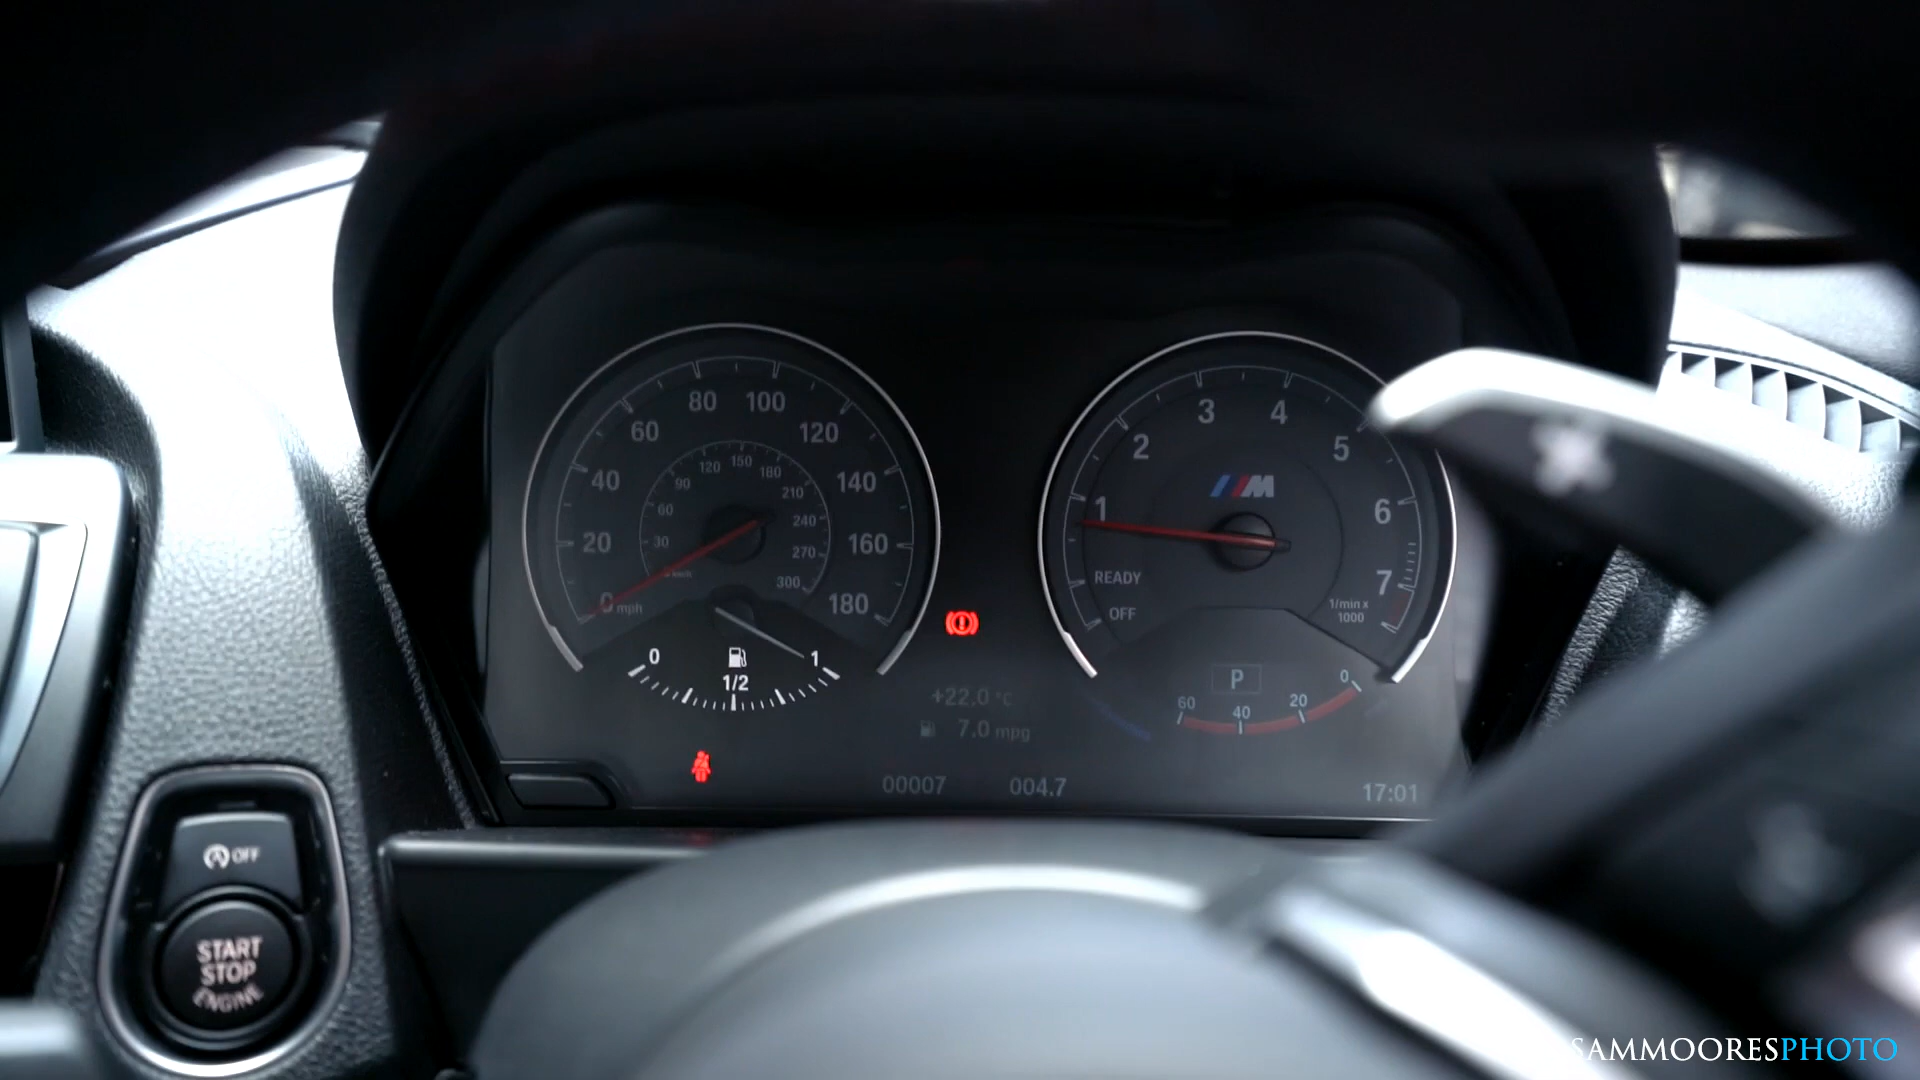 80 100
60 120
40 140
20 160
0 mph 180
120 150 180
90 210
60 240
30 270
km/h 300
0 1
1/2
3 4
2 5
1 6
READY 7
OFF
1/min x
1000
M
P
60 40 20 0
+22.0 °C
7.0 mpg
00007 004.7 17:01
OFF
START
STOP
ENGINE
SAMMOORESPHOTO